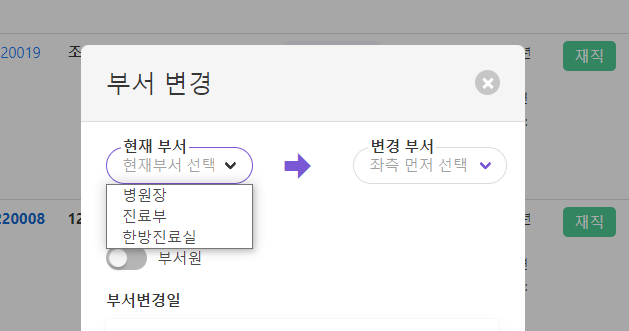 20019
조
년
재직
부서 변경
현재 부서
현재부서 선택
변경 부서
좌측 먼저 선택
병원장
진료부
한방진료실
220008
12
년
재직
부서원
부서변경일